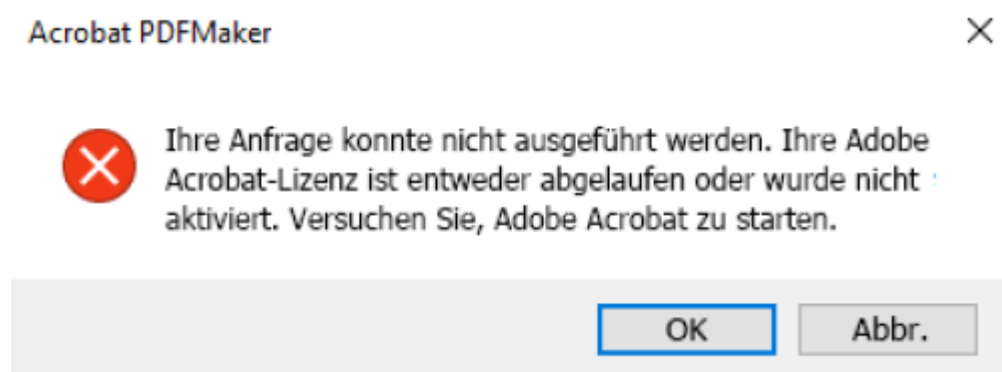 Acrobat PDFMaker
Ihre Anfrage konnte nicht ausgeführt werden. Ihre Adobe
Acrobat-Lizenz ist entweder abgelaufen oder wurde nicht
aktiviert. Versuchen Sie, Adobe Acrobat zu starten.
OK
Abbr.